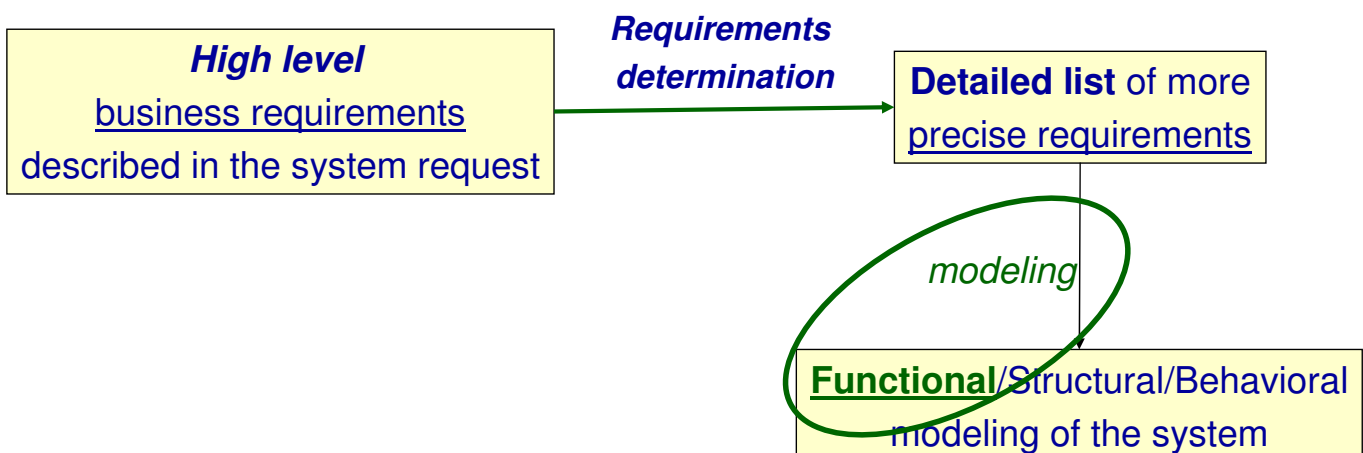 High level
business requirements
described in the system request
Requirements
determination
Detailed list of more
precise requirements
modeling
Functional/Structural/Behavioral
modeling of the system